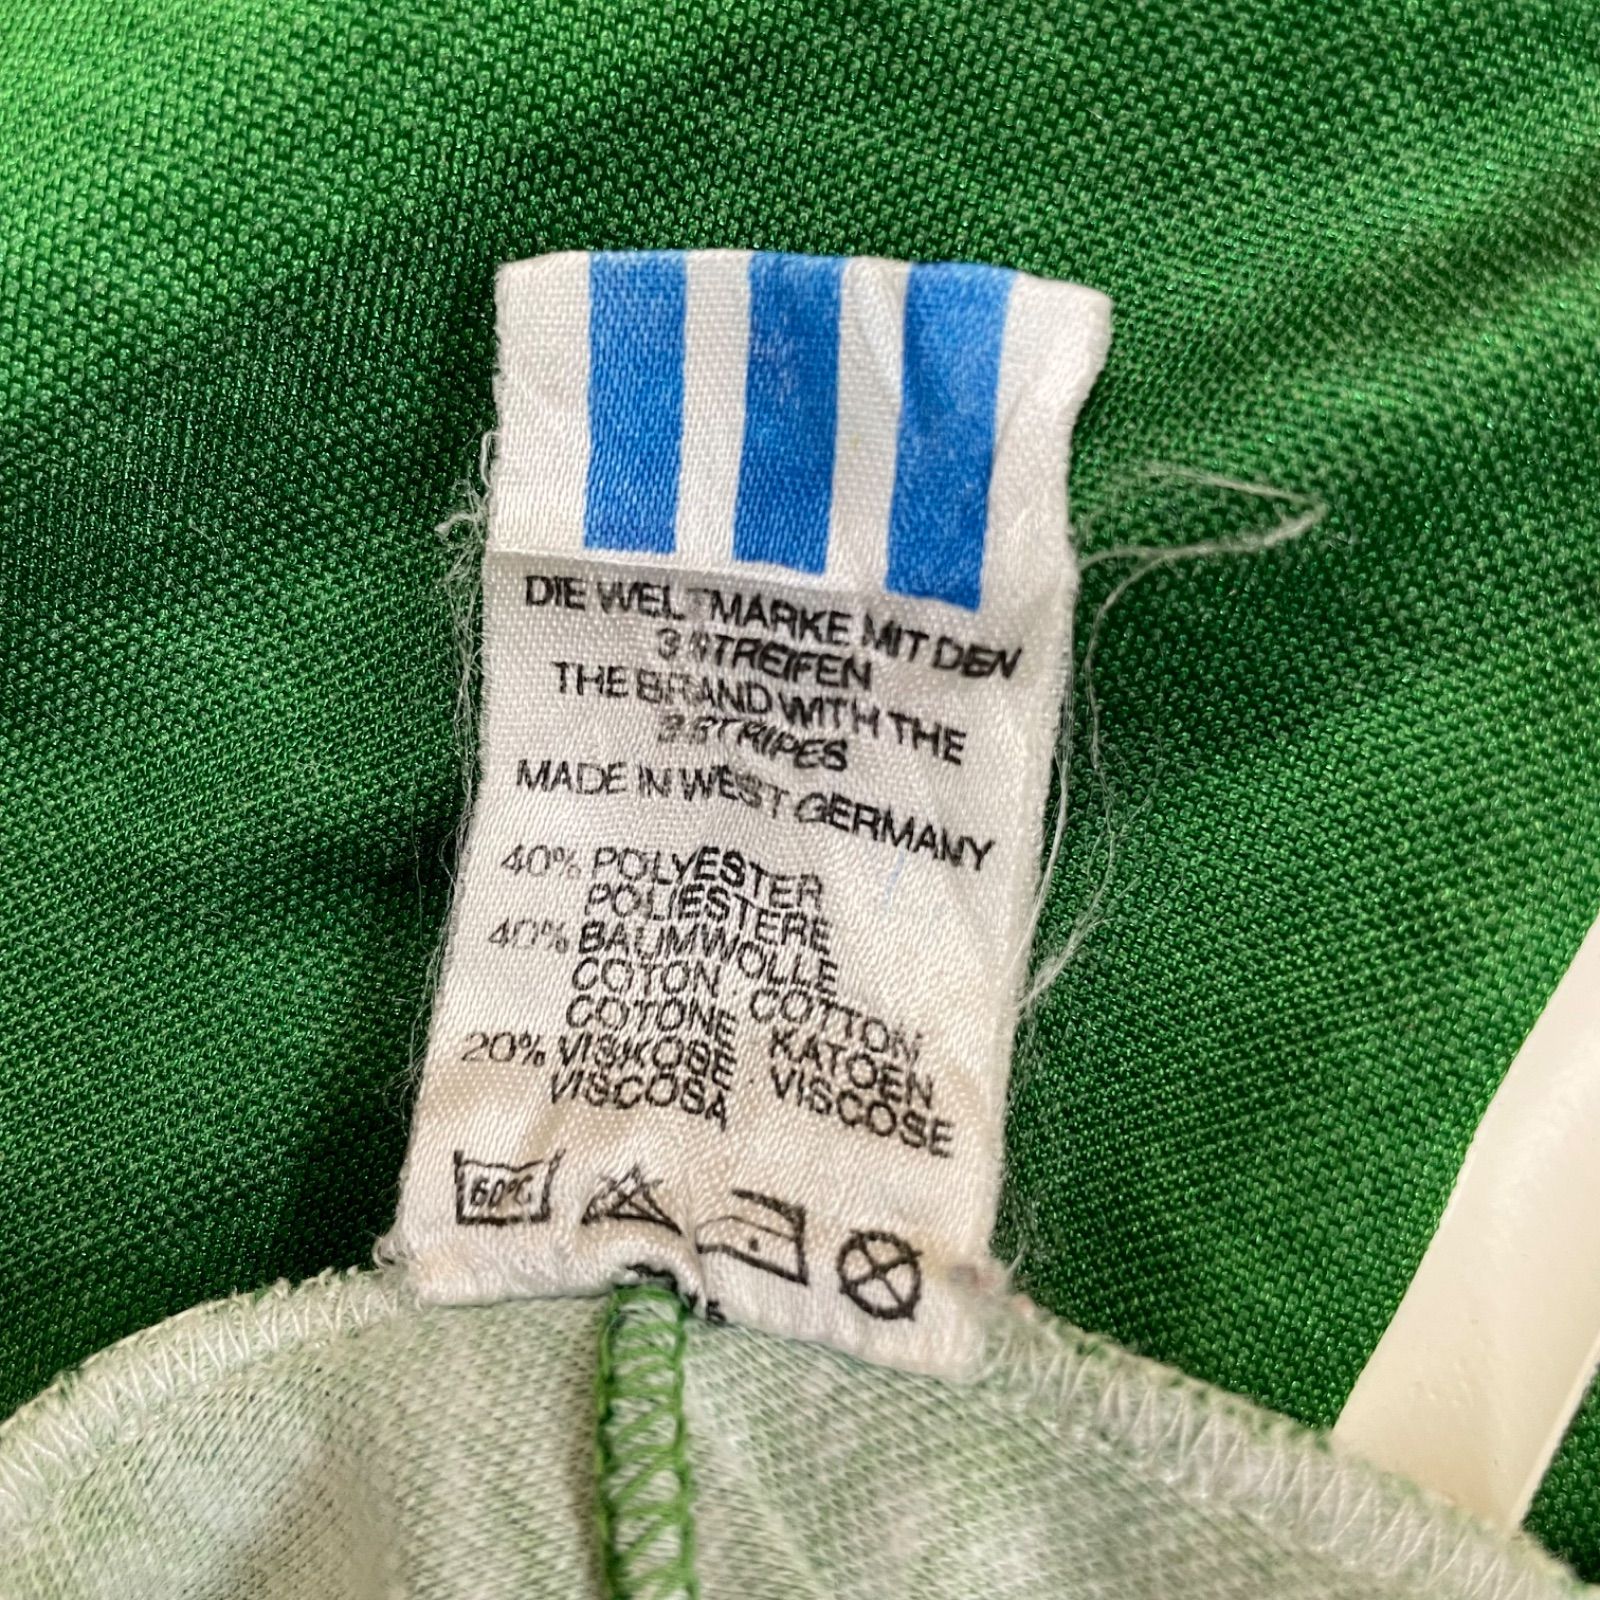 DIE WELTMARKE MIT DEN
3 STREIFEN
THE BRAND WITH THE
3 STRIPES
MADE IN WEST GERMANY
40% POLYESTER
POLIESTERE
40% BAUMWOLLE
COTON COTTON
COTONE KATOEN
20% VISKOSE VISCOSE
VISCOSA
60°C